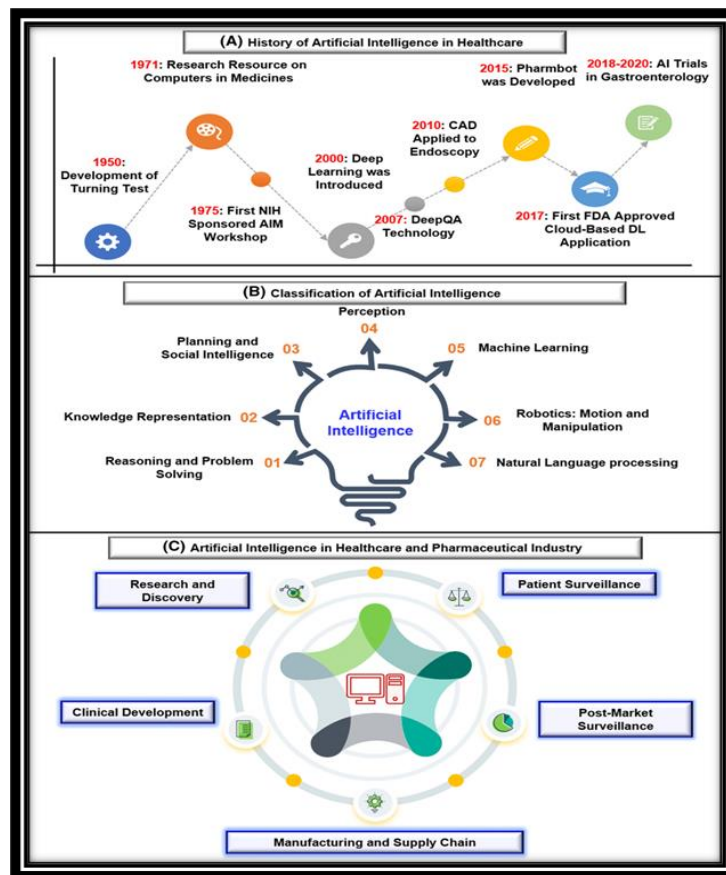 (A) History of Artificial Intelligence in Healthcare
1971: Research Resource on
Computers in Medicines
2015: Pharmbot
was Developed
2018-2020: AI Trials
in Gastroenterology
1950:
Development of
Turning Test
2000: Deep
Learning was
Introduced
2010: CAD
Applied to
Endoscopy
1975: First NIH
Sponsored AIM
Workshop
2007: DeepQA
Technology
2017: First FDA Approved
Cloud-Based DL
Application
(B) Classification of Artificial Intelligence
Perception
04
Planning and
Social Intelligence
03
05
Machine Learning
Knowledge Representation
02
Artificial
Intelligence
06
Robotics: Motion and
Manipulation
Reasoning and Problem
Solving
01
07
Natural Language processing
(C) Artificial Intelligence in Healthcare and Pharmaceutical Industry
Research and
Discovery
Patient Surveillance
Clinical Development
Post-Market
Surveillance
Manufacturing and Supply Chain